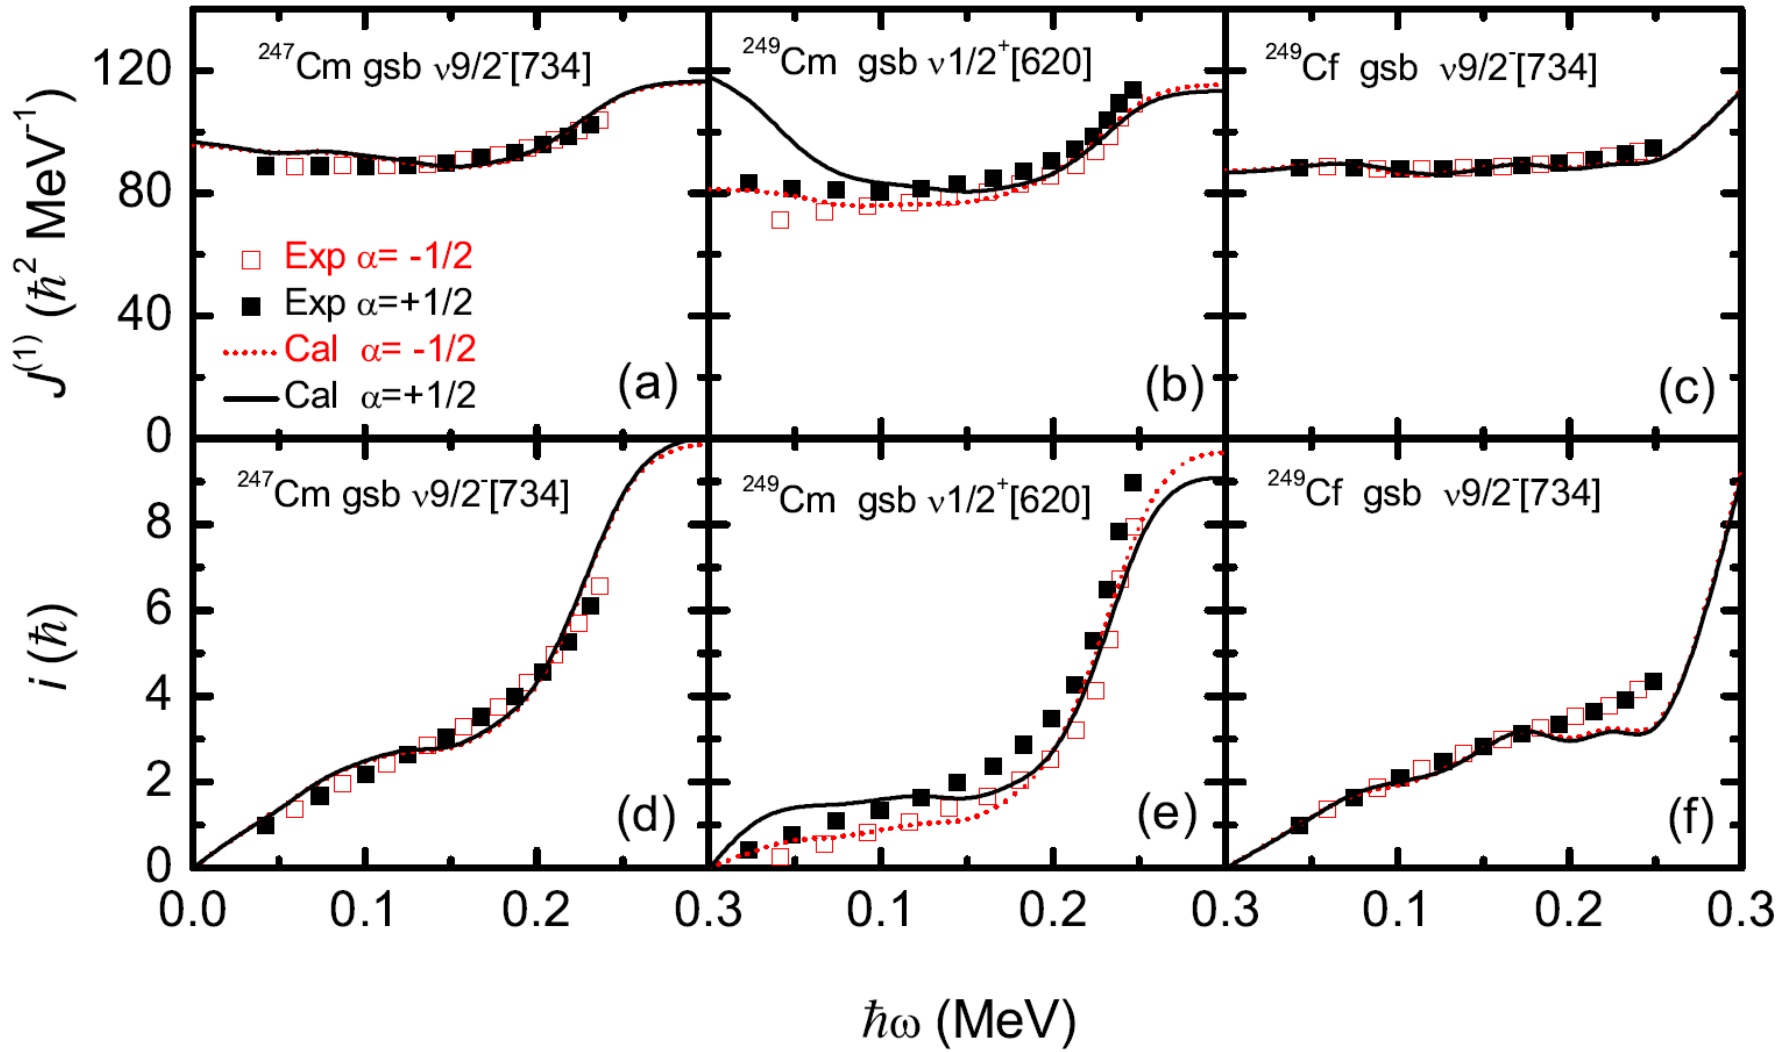 120
80
40
0
J⁽¹⁾ (ħ² MeV⁻¹)
²⁴⁷Cm gsb ν9/2⁻[734]
Exp α= -1/2
Exp α=+1/2
Cal α= -1/2
Cal α=+1/2
(a)
²⁴⁹Cm gsb ν1/2⁺[620]
(b)
²⁴⁹Cf gsb ν9/2⁻[734]
(c)
8
6
4
2
0
i (ħ)
²⁴⁷Cm gsb ν9/2⁻[734]
(d)
²⁴⁹Cm gsb ν1/2⁺[620]
(e)
²⁴⁹Cf gsb ν9/2⁻[734]
(f)
0.0 0.1 0.2 0.3 0.1 0.2 0.3 0.1 0.2 0.3
ħω (MeV)